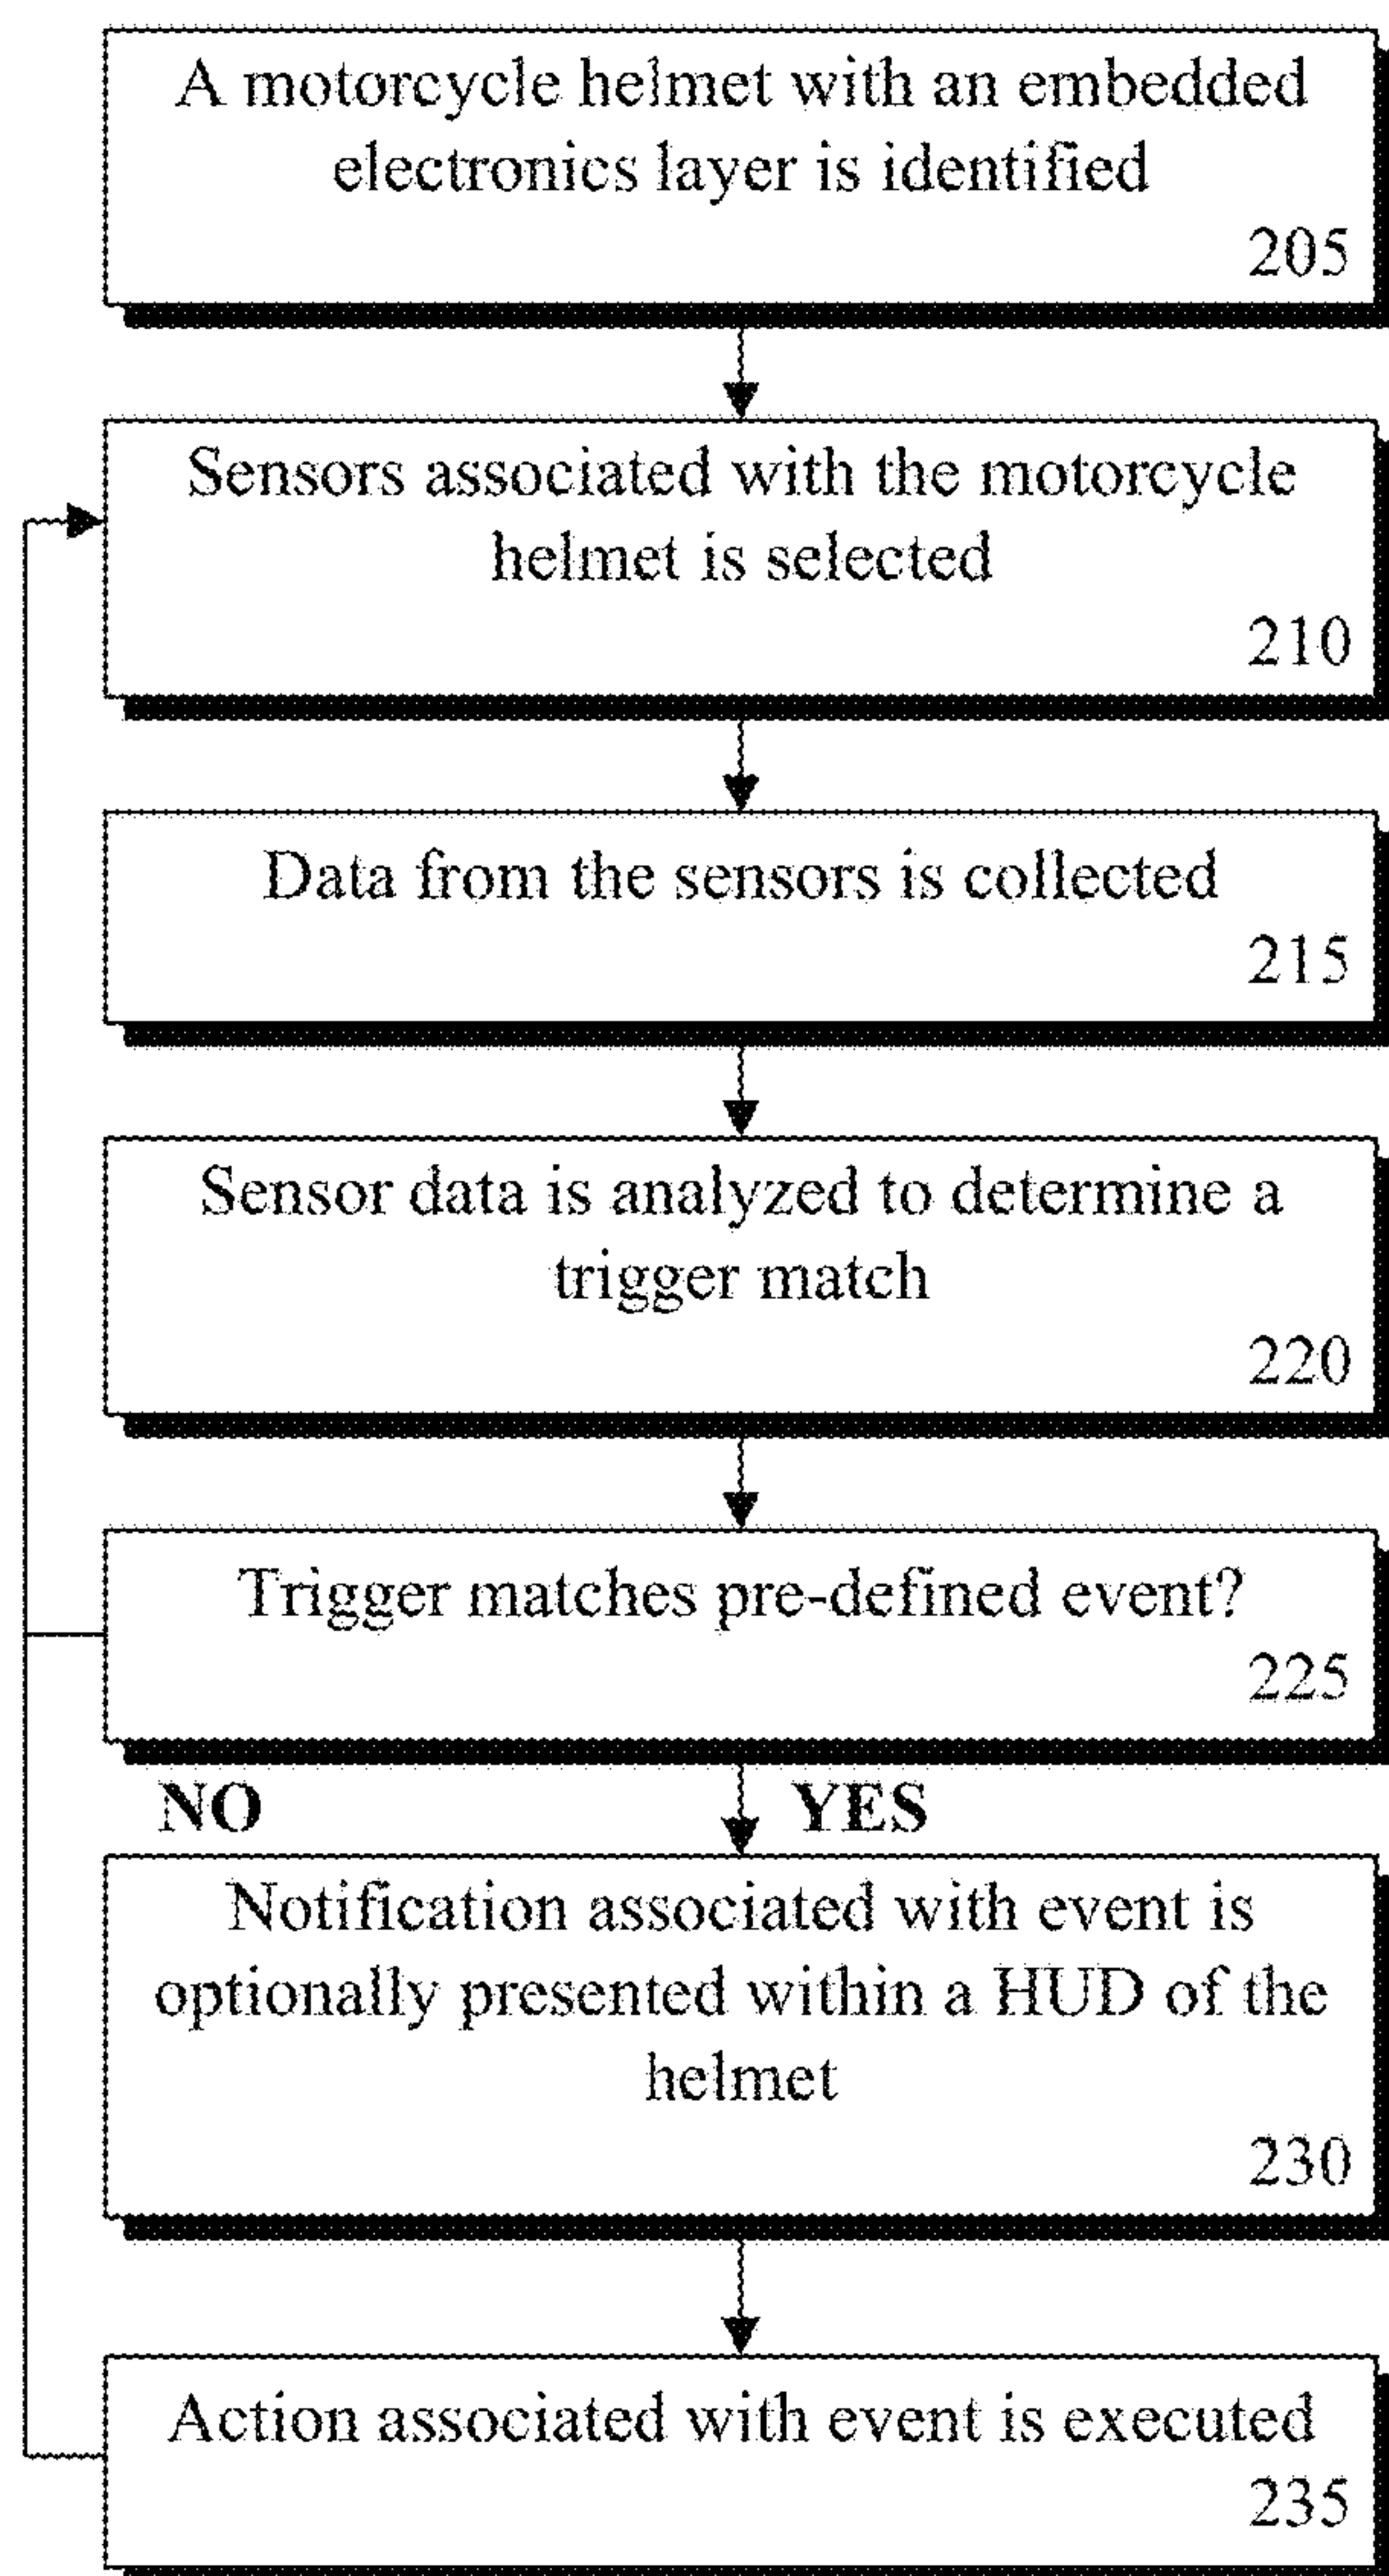 A motorcycle helmet with an embedded
electronics layer is identified
205
Sensors associated with the motorcycle
helmet is selected
210
Data from the sensors is collected
215
Sensor data is analyzed to determine a
trigger match
220
Trigger matches pre-defined event?
225
NO YES
Notification associated with event is
optionally presented within a HUD of the
helmet
230
Action associated with event is executed
235